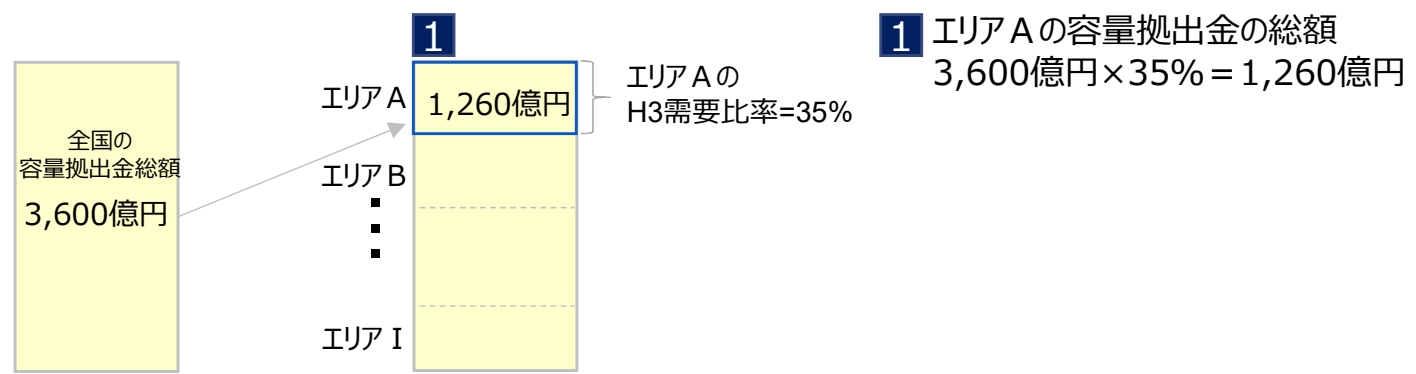 1
1 エリアAの容量拠出金の総額
3,600億円×35%=1,260億円
エリアA
1,260億円
エリアAの
H3需要比率=35%
全国の
容量拠出金総額
3,600億円
エリアB
エリアI